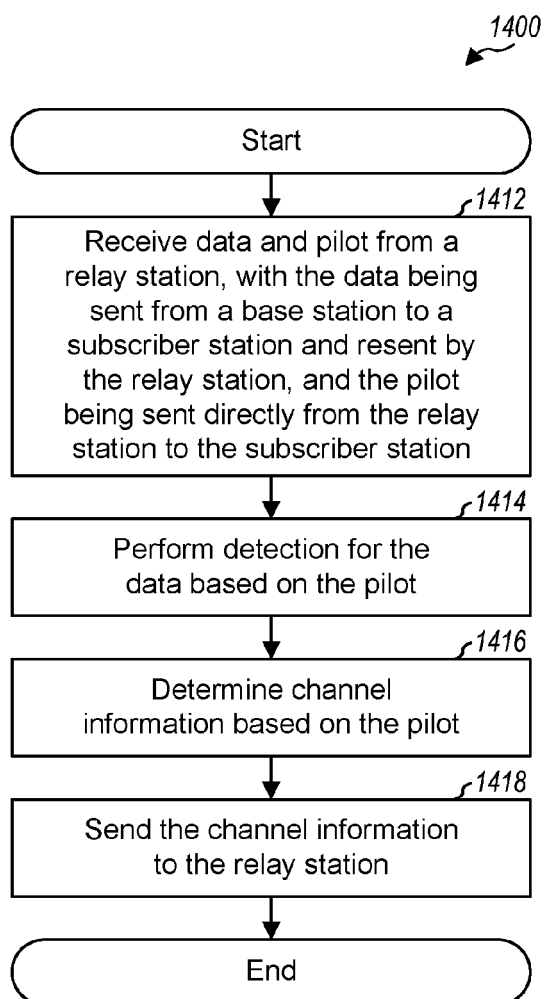 1400
Start
1412
Receive data and pilot from a
relay station, with the data being
sent from a base station to a
subscriber station and resent by
the relay station, and the pilot
being sent directly from the relay
station to the subscriber station
1414
Perform detection for the
data based on the pilot
1416
Determine channel
information based on the pilot
1418
Send the channel information
to the relay station
End